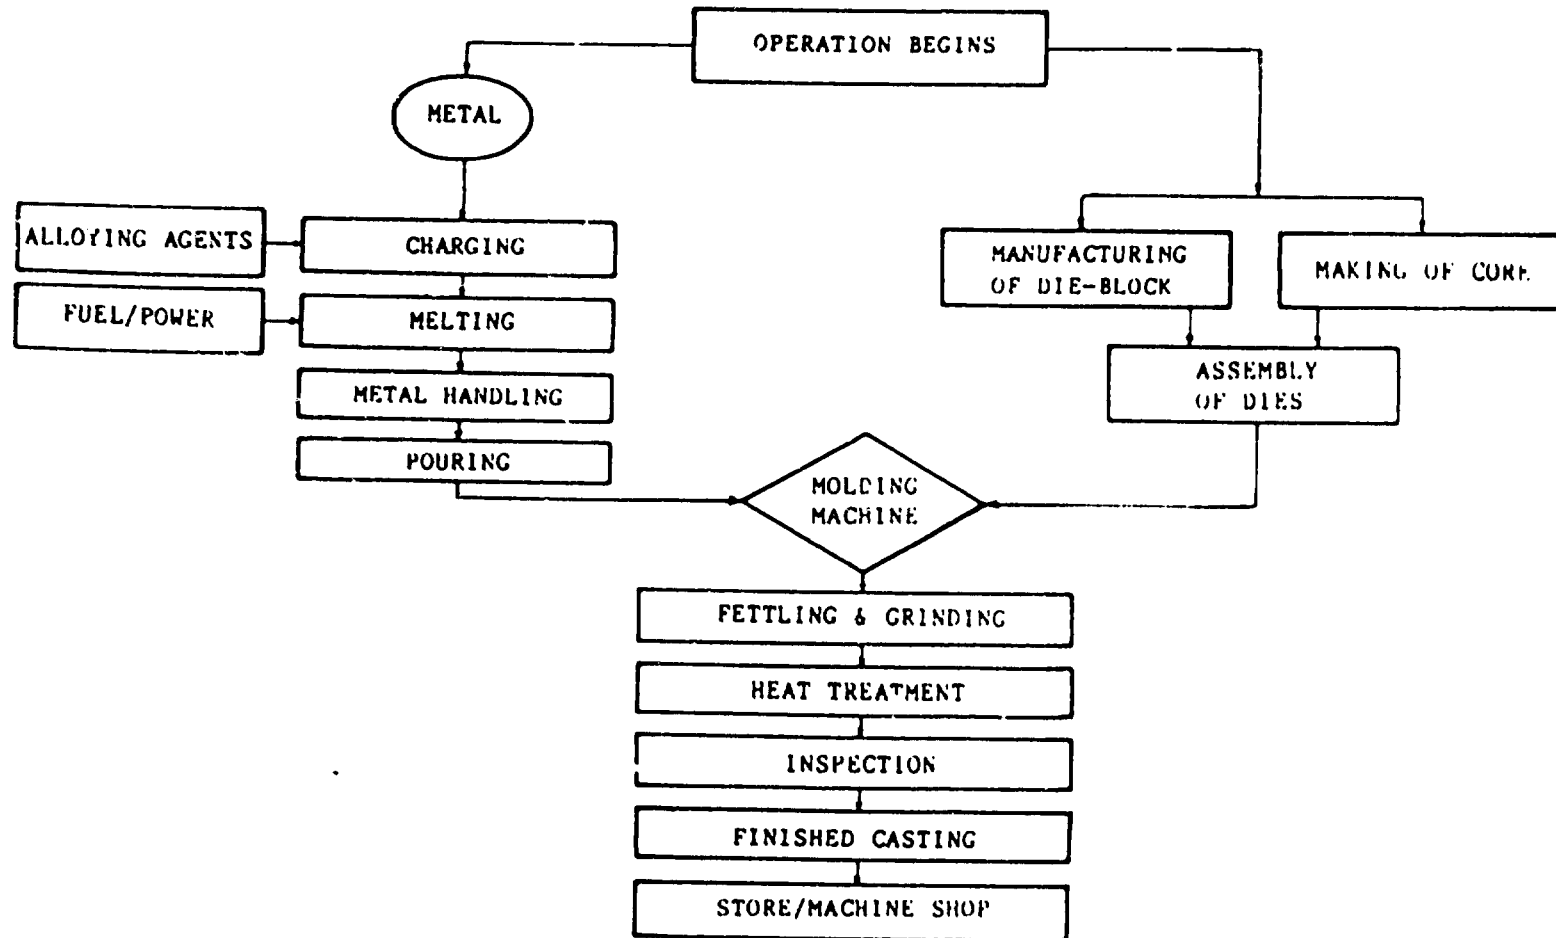 OPERATION BEGINS
METAL
ALLOYING AGENTS
CHARGING
MANUFACTURING
OF DIE-BLOCK
MAKING OF CORE
FUEL/POWER
MELTING
METAL HANDLING
ASSEMBLY
OF DIES
POURING
MOLDING
MACHINE
FETTLING & GRINDING
HEAT TREATMENT
INSPECTION
FINISHED CASTING
STORE/MACHINE SHOP